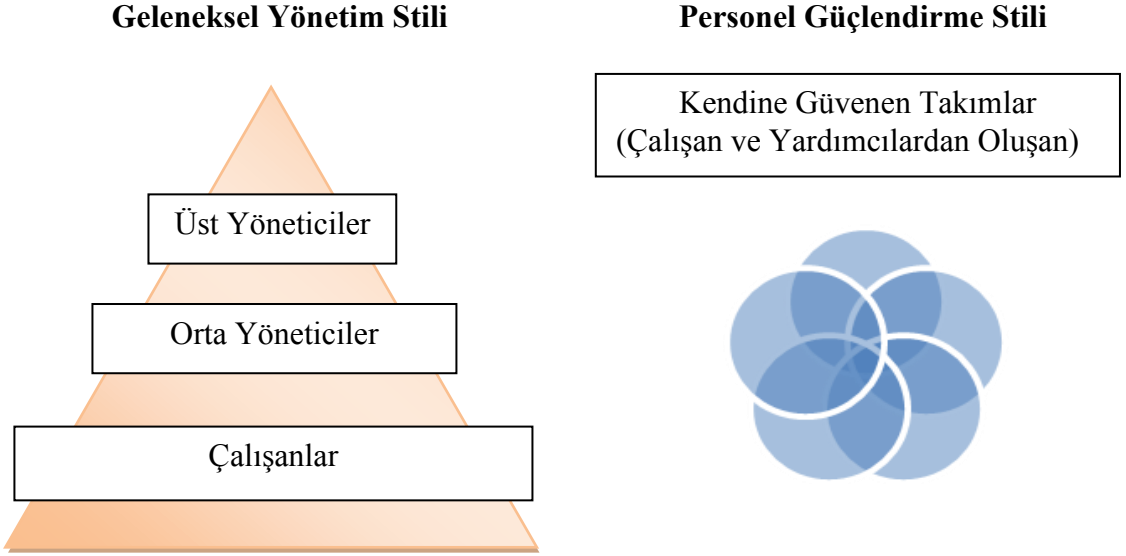 Geleneksel Yönetim Stili
Üst Yöneticiler
Orta Yöneticiler
Çalışanlar
Personel Güçlendirme Stili
Kendine Güvenen Takımlar
(Çalışan ve Yardımcılardan Oluşan)